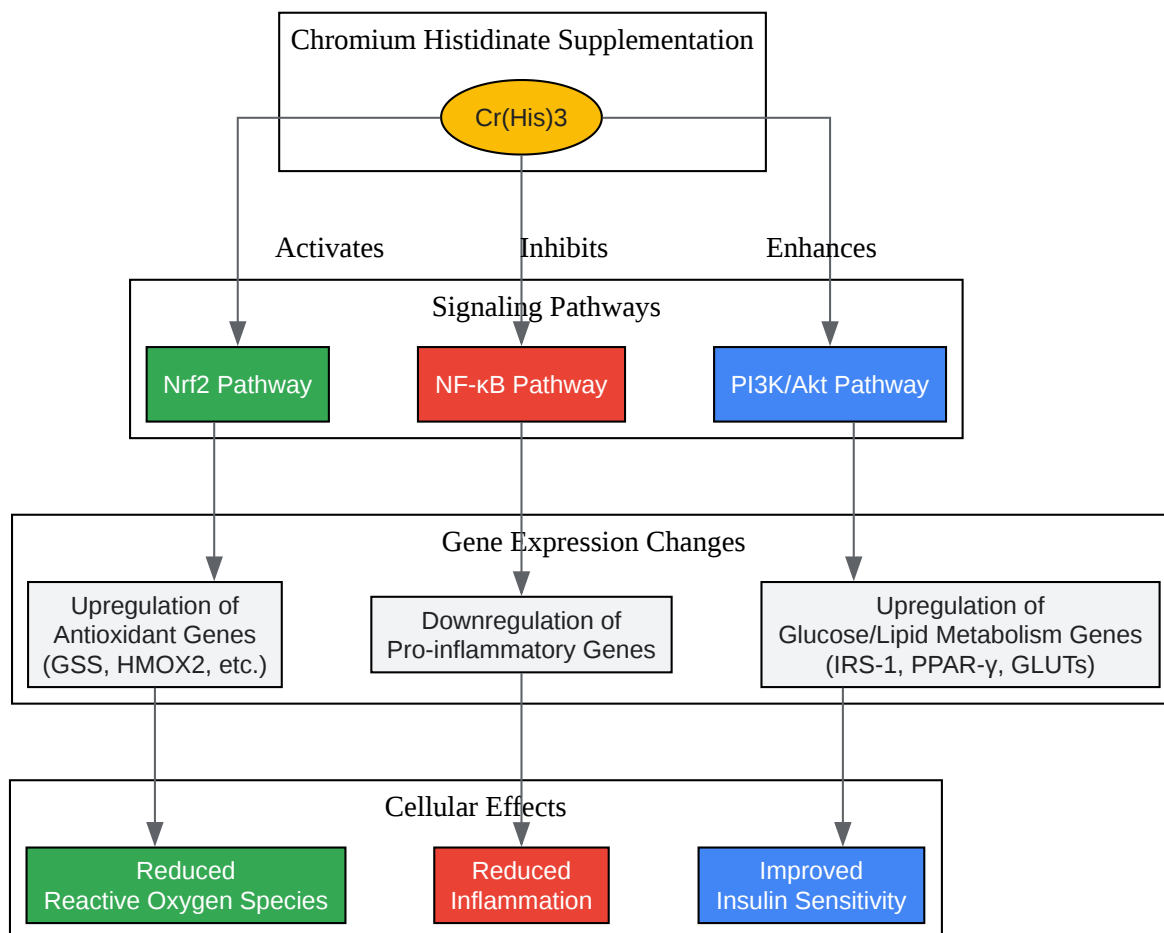 Chromium Histidinate Supplementation
Cr(His)3
Activates
Inhibits
Enhances
Signaling Pathways
Nrf2 Pathway
NF-κB Pathway
PI3K/Akt Pathway
Gene Expression Changes
Upregulation of
Antioxidant Genes
(GSS, HMOX2, etc.)
Downregulation of
Pro-inflammatory Genes
Upregulation of
Glucose/Lipid Metabolism Genes
(IRS-1, PPAR-γ, GLUTs)
Cellular Effects
Reduced
Reactive Oxygen Species
Reduced
Inflammation
Improved
Insulin Sensitivity